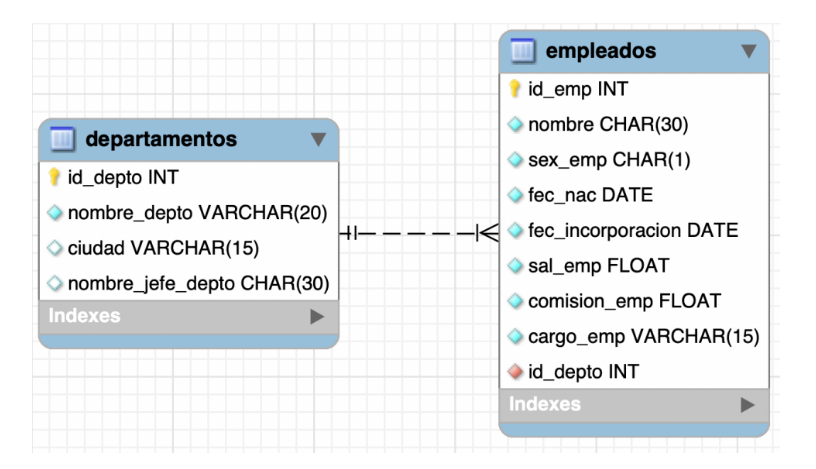 departamentos
id_depto INT
nombre_depto VARCHAR(20)
ciudad VARCHAR(15)
nombre_jefe_depto CHAR(30)
Indexes
empleados
id_emp INT
nombre CHAR(30)
sex_emp CHAR(1)
fec_nac DATE
fec_incorporacion DATE
sal_emp FLOAT
comision_emp FLOAT
cargo_emp VARCHAR(15)
id_depto INT
Indexes